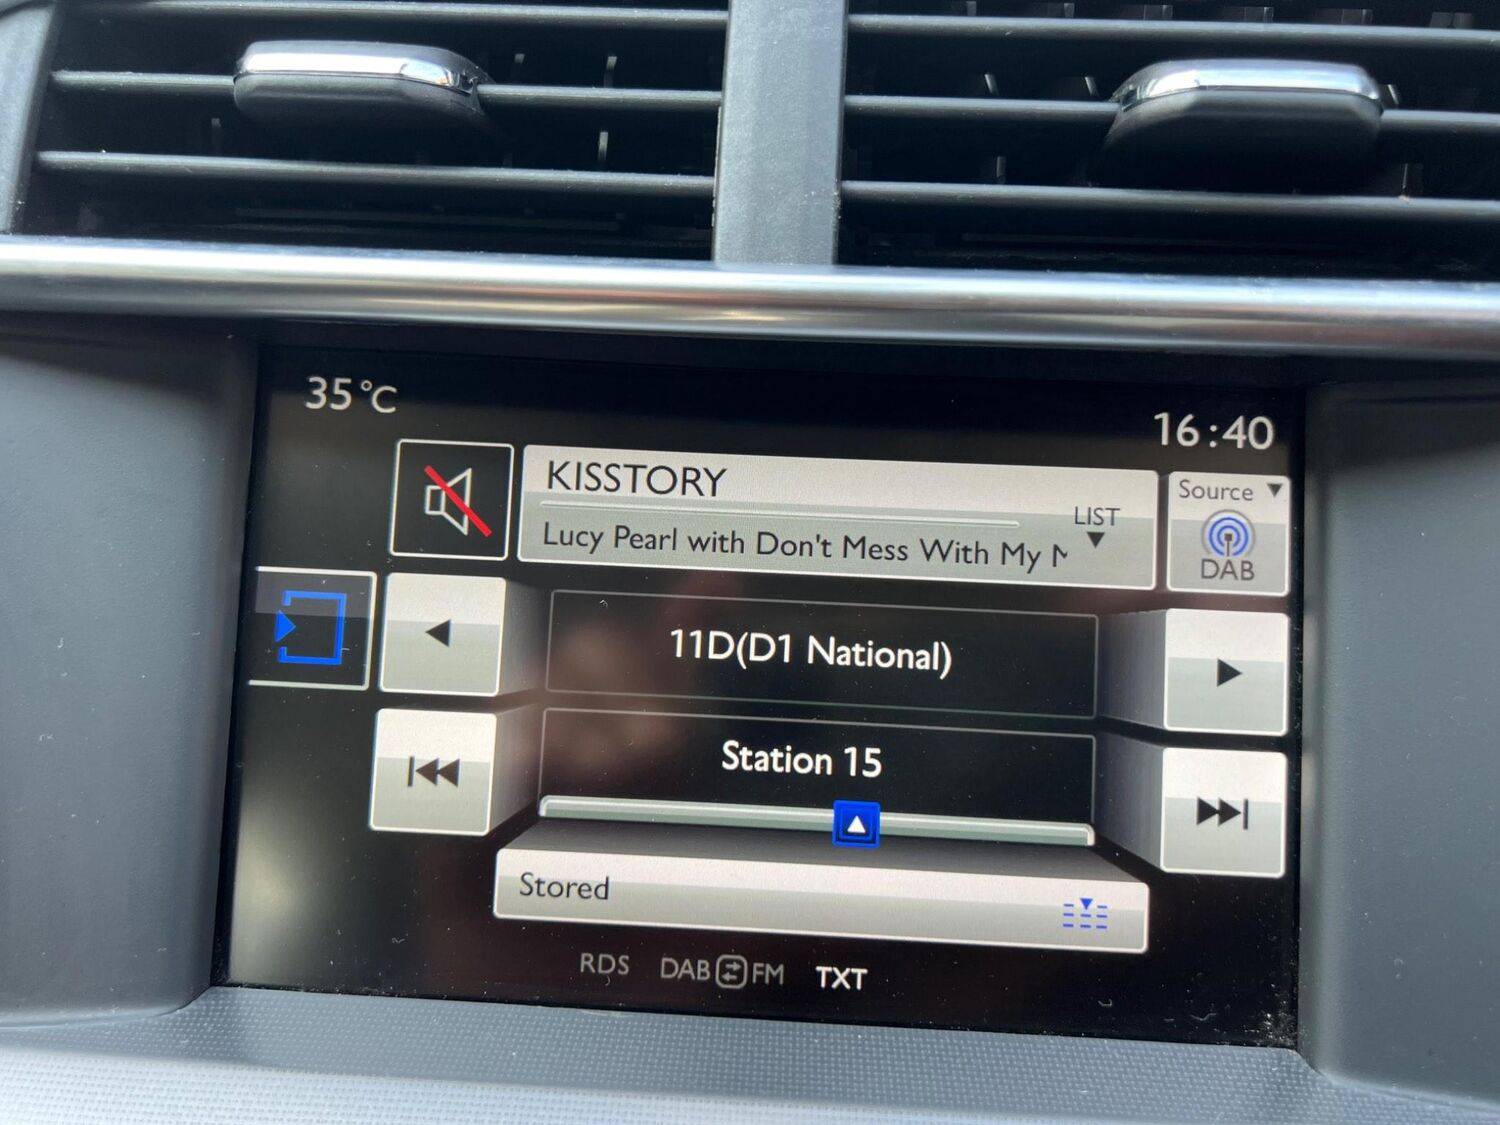 35°C
16:40
KISSTORY
Source
LIST
Lucy Pearl with Don't Mess With My
DAB
11D(D1 National)
Station 15
Stored
RDS DAB FM TXT